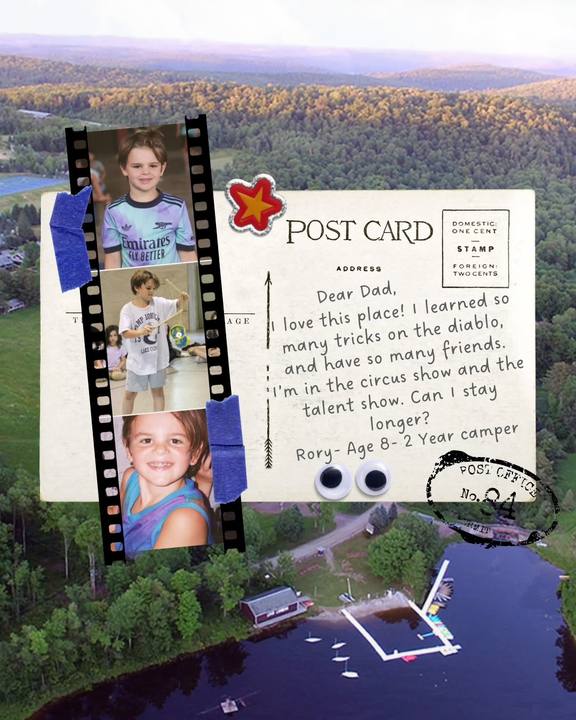 Emirates
FLY BETTER
POST CARD
DOMESTIC:
ONE CENT
STAMP
FOREIGN:
TWO CENTS
ADDRESS
AGE
Dear Dad,
I love this place! I learned so
many tricks on the diablo,
and have so many friends.
I'm in the circus show and the
talent show. Can I stay
longer?
Rory- Age 8- 2 Year camper
POST OFFICE
No. 94